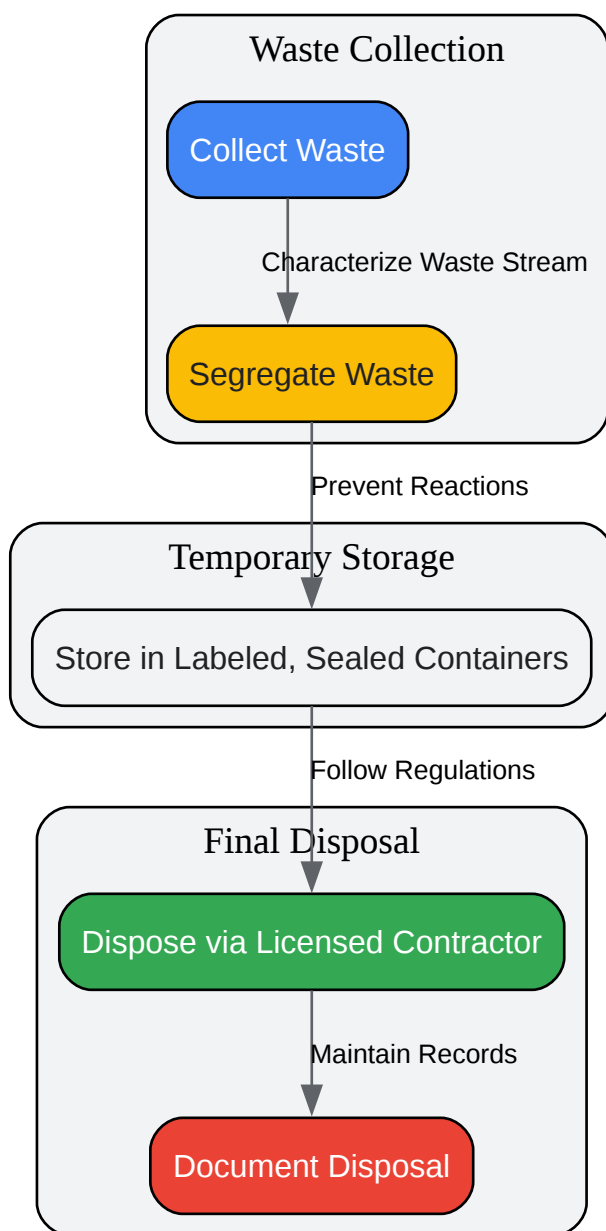 Waste Collection
Collect Waste
Characterize Waste Stream
Segregate Waste
Prevent Reactions
Temporary Storage
Store in Labeled, Sealed Containers
Follow Regulations
Final Disposal
Dispose via Licensed Contractor
Maintain Records
Document Disposal